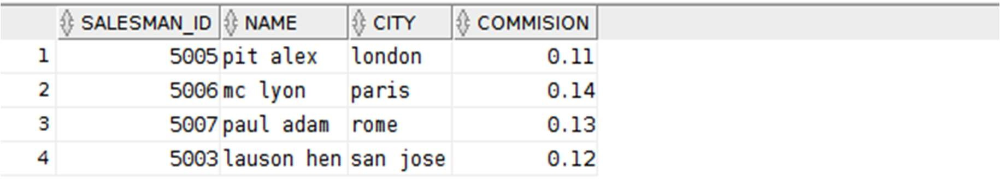 SALESMAN_ID NAME CITY COMMISION
1 5005 pit alex london 0.11
2 5006 mc lyon paris 0.14
3 5007 paul adam rome 0.13
4 5003 lauson hen san jose 0.12